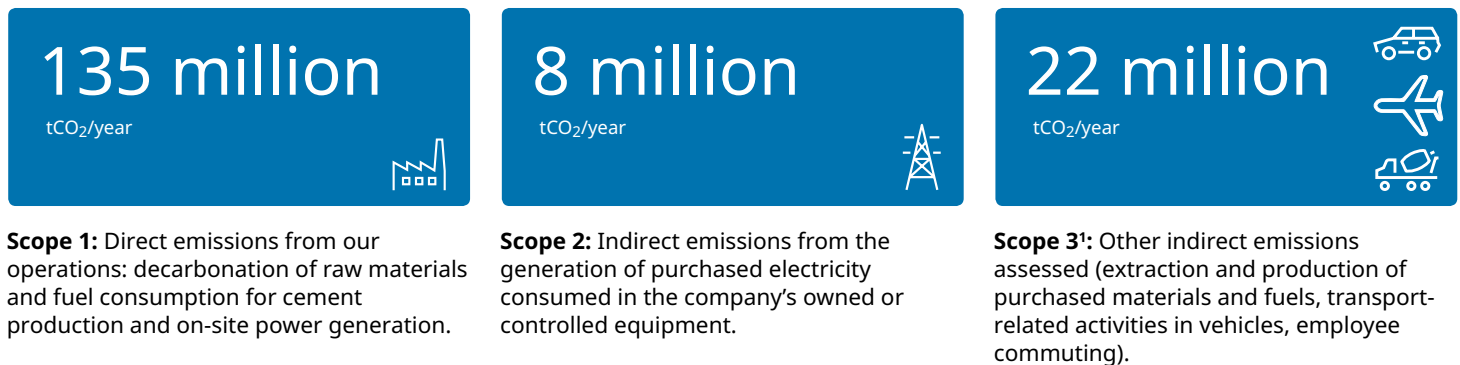 135 million
tCO₂/year
8 million
tCO₂/year
22 million
tCO₂/year
Scope 1: Direct emissions from our
operations: decarbonation of raw materials
and fuel consumption for cement
production and on-site power generation.
Scope 2: Indirect emissions from the
generation of purchased electricity
consumed in the company’s owned or
controlled equipment.
Scope 3¹: Other indirect emissions
assessed (extraction and production of
purchased materials and fuels, transport-
related activities in vehicles, employee
commuting).